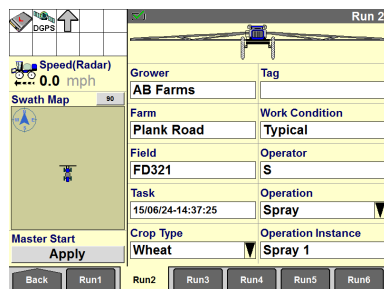 DGPS
Run 2
Speed(Radar)
0.0 mph
Swath Map 90
Grower
AB Farms
Tag
Farm
Plank Road
Work Condition
Typical
Field
FD321
Operator
S
Task
15/06/24-14:37:25
Operation
Spray
Master Start
Apply
Crop Type
Wheat
Operation Instance
Spray 1
Back Run1 Run2 Run3 Run4 Run5 Run6